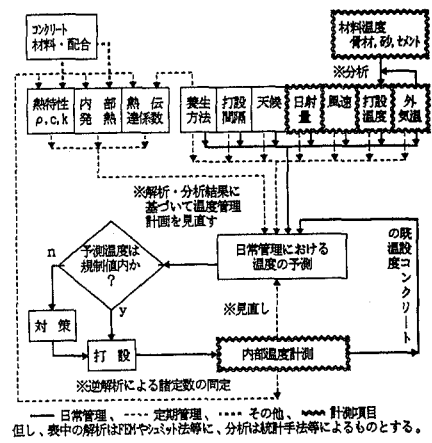 コンクリート
材料・配合
材料温度
骨材,砂,セメント
※分析
熱特性
ρ,c,k
内部
発熱
熱伝
達係数
養生
方法
打設
間隔
天候
日射
量
風速
打設
温度
外
気温
※解析・分析結果に
基づいて温度管理
計画を見直す
予測温度は
規制値内か
?
n
y
日常管理における
温度の予測
既設コンクリート
の温度
対策
打設
※見直し
内部温度計測
※逆解析による諸定数の同定
日常管理、
定期管理、
その他、
計測項目
但し、表中の解析はFEMやシュミット法等に、分析は統計手法等によるものとする。